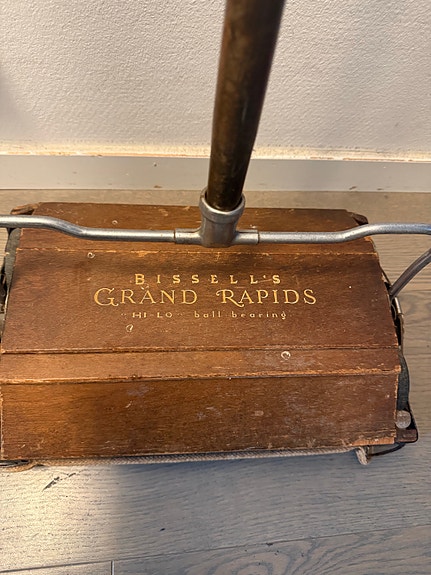 BISSELL'S
GRAND RAPIDS
"HI-LO" ball bearing